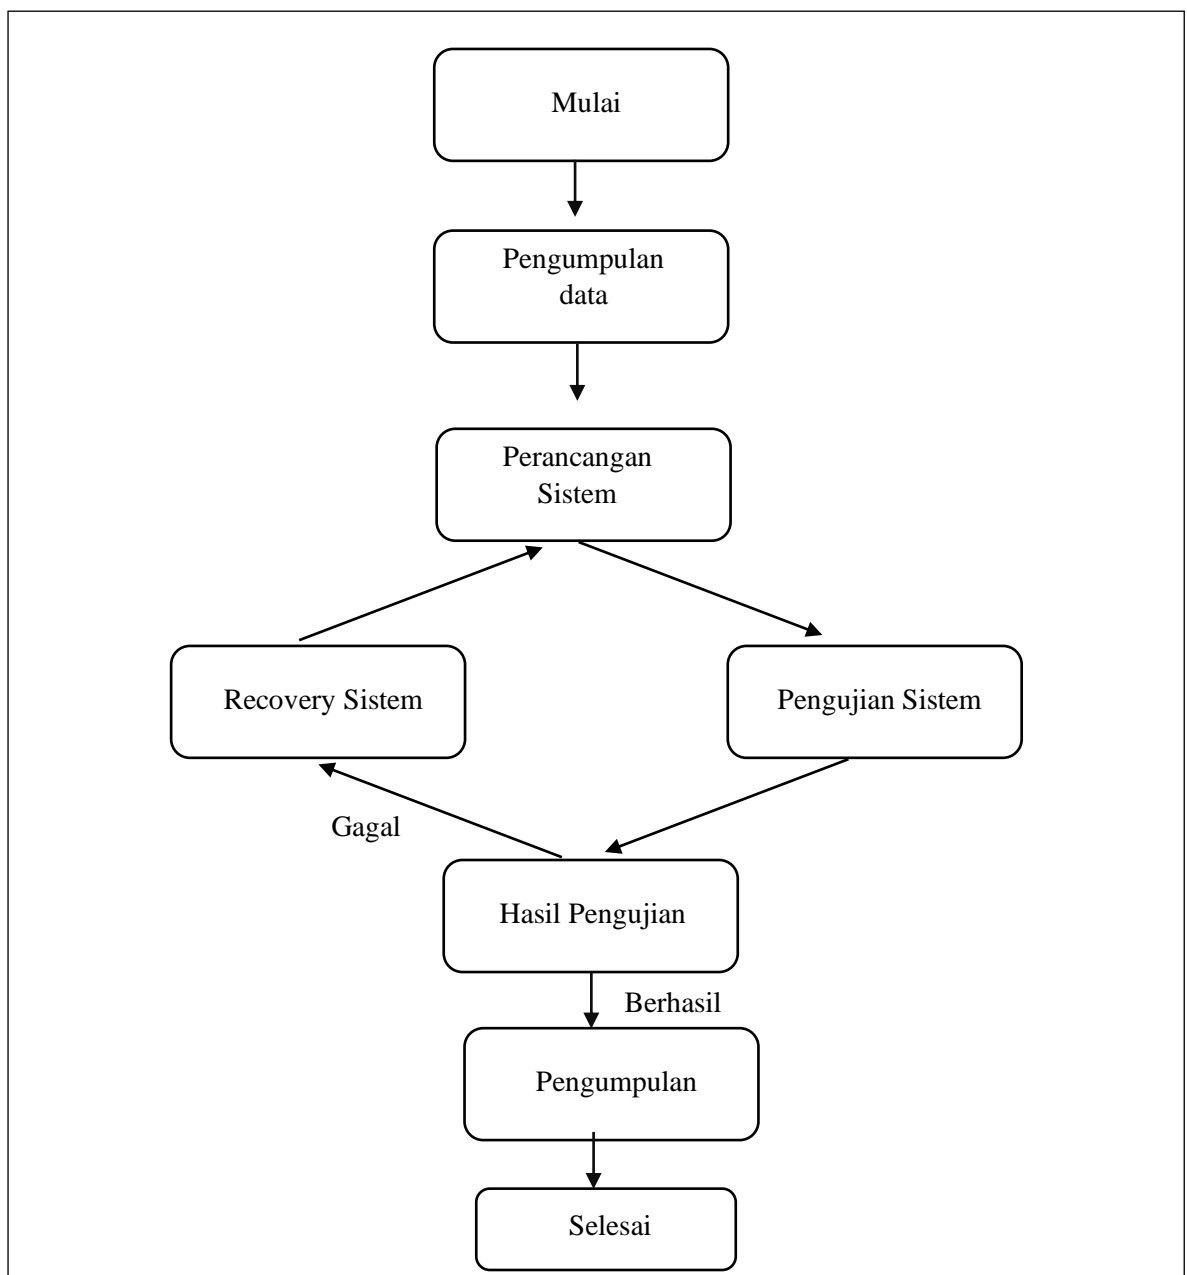 Mulai
Pengumpulan
data
Perancangan
Sistem
Recovery Sistem
Pengujian Sistem
Gagal
Hasil Pengujian
Berhasil
Pengumpulan
Selesai